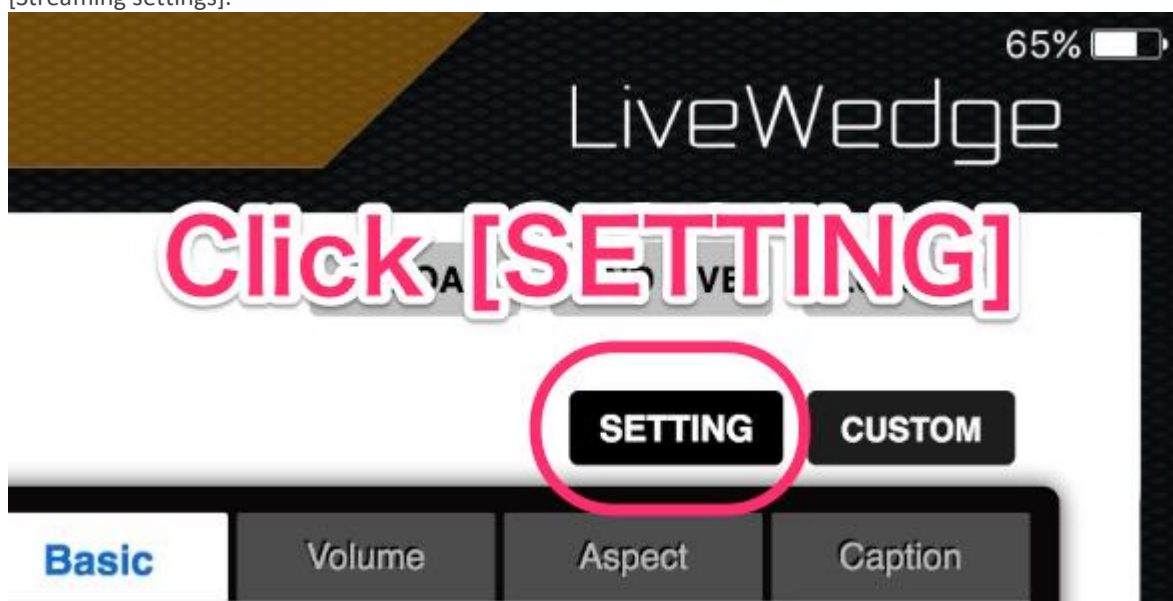 [Streaming settings].
65%
LiveWedge
Click [SETTING]
SETTING CUSTOM
Basic Volume Aspect Caption